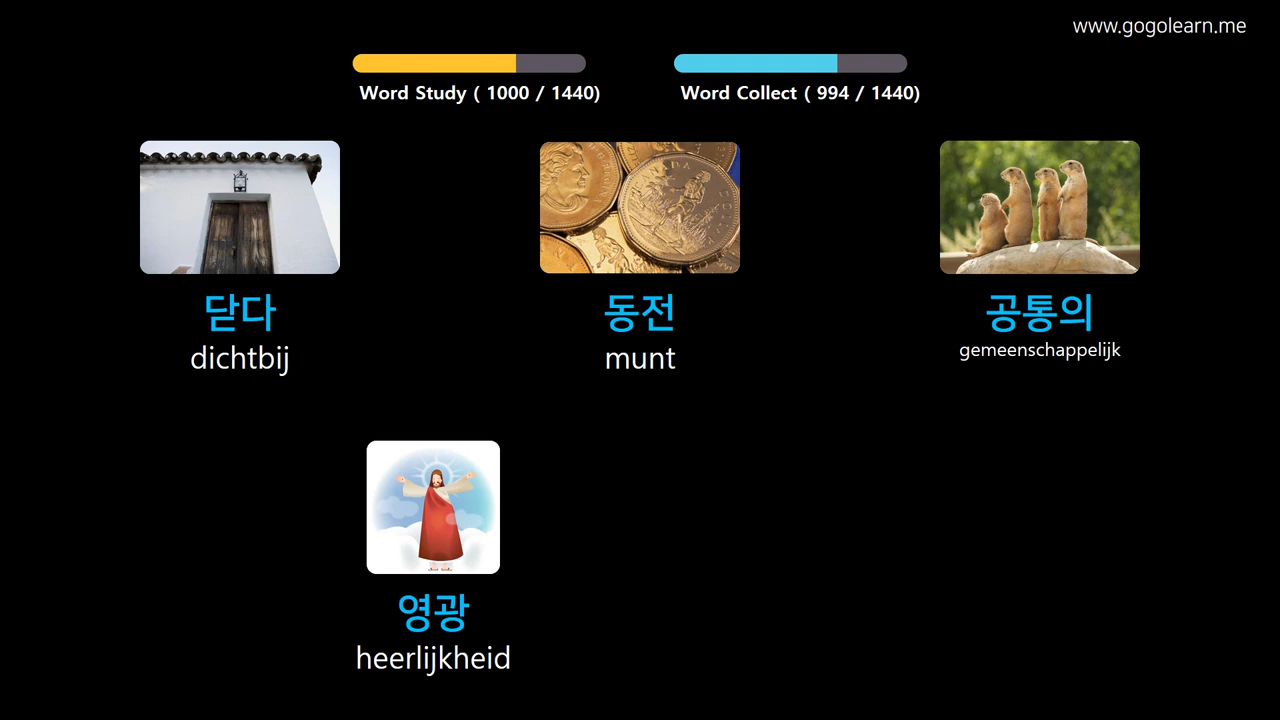 www.gogolearn.me
Word Study ( 1000 / 1440)
Word Collect ( 994 / 1440)
닫다
dichtbij
동전
munt
공통의
gemeenschappelijk
영광
heerlijkheid